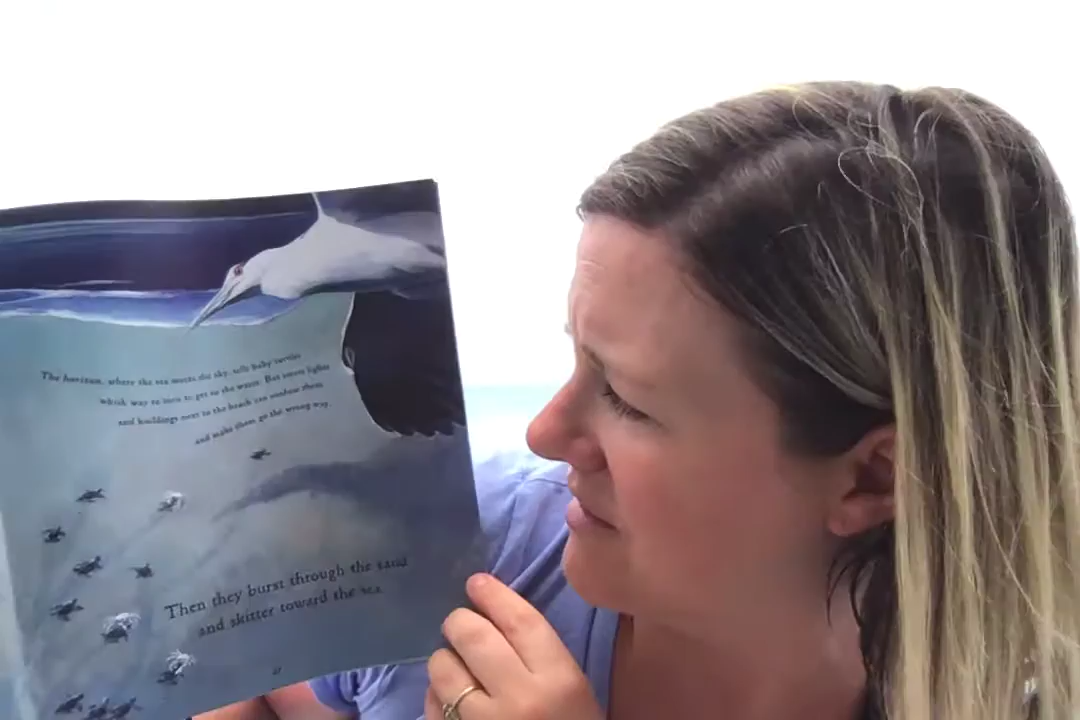 The horizon, where the sea meets the sky, tells baby turtles
which way to turn to get to the water. But street lights
and buildings next to the beach can confuse them
and make them go the wrong way.
Then they burst through the sand
and skitter toward the sea.